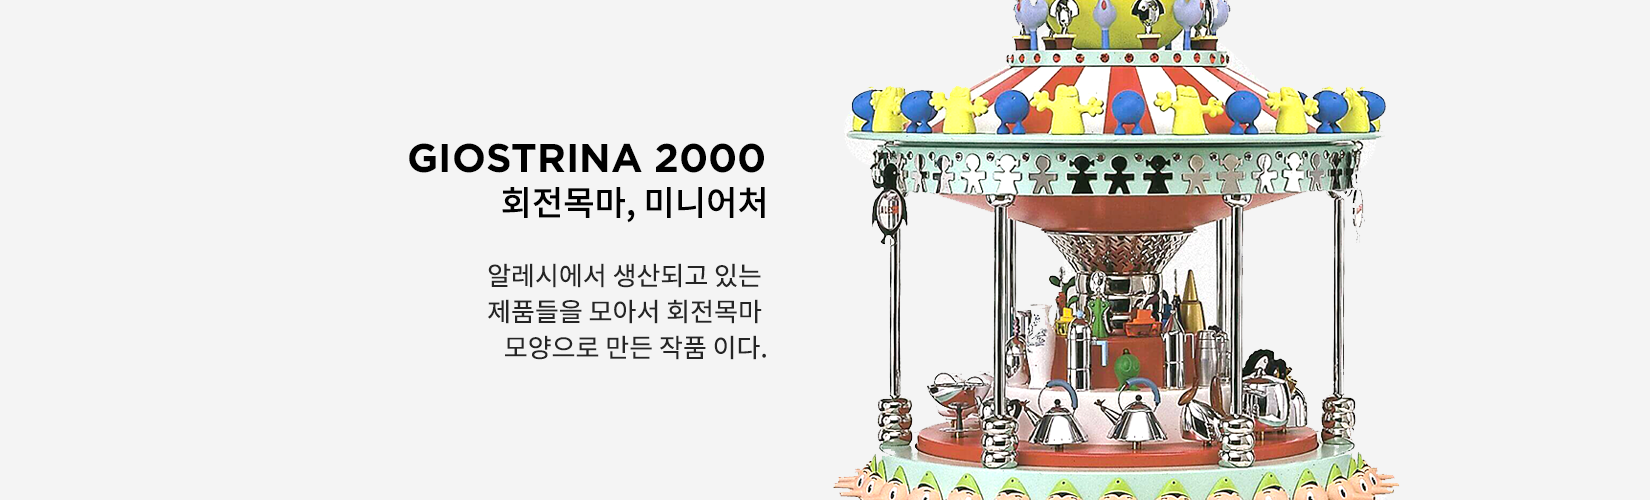 GIOSTRINA 2000
회전목마, 미니어처
알레시에서 생산되고 있는
제품들을 모아서 회전목마
모양으로 만든 작품 이다.